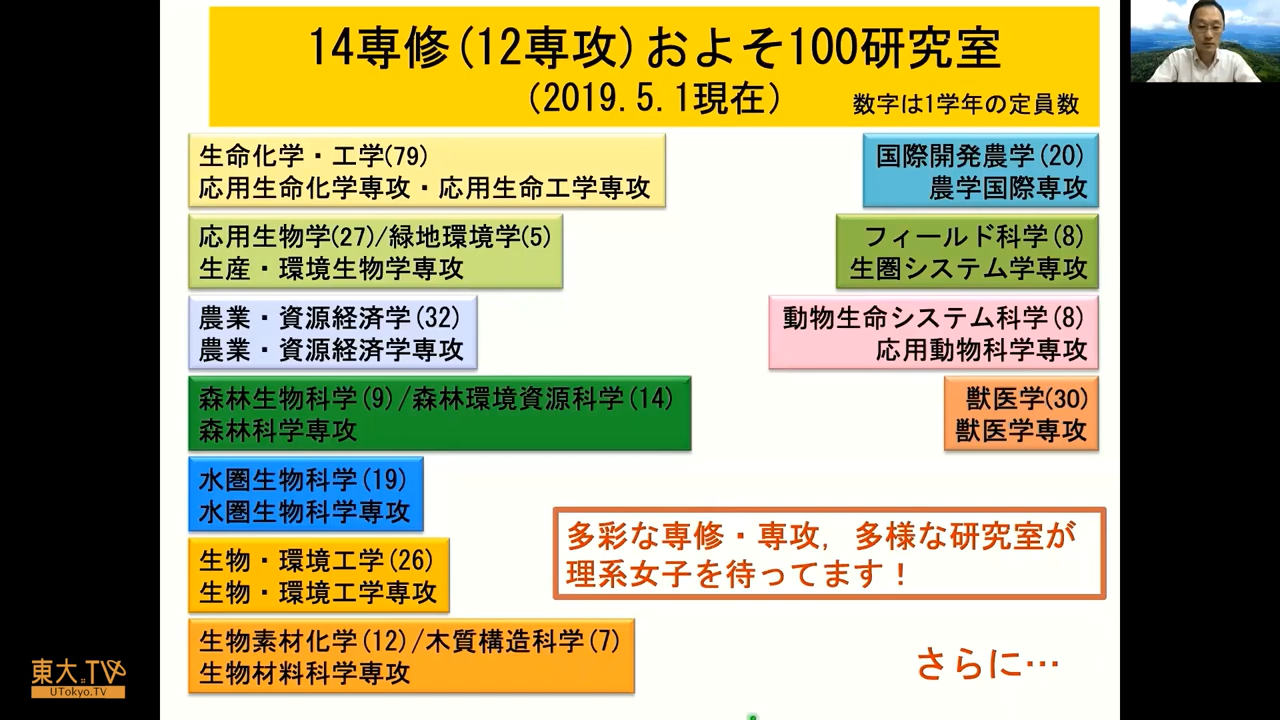 14専修(12専攻)およそ100研究室
(2019.5.1現在)
数字は1学年の定員数
生命化学・工学(79)
応用生命化学専攻・応用生命工学専攻
応用生物学(27)/緑地環境学(5)
生産・環境生物学専攻
農業・資源経済学(32)
農業・資源経済学専攻
森林生物科学(9)/森林環境資源科学(14)
森林科学専攻
水圏生物科学(19)
水圏生物科学専攻
生物・環境工学(26)
生物・環境工学専攻
生物素材化学(12)/木質構造科学(7)
生物材料科学専攻
国際開発農学(20)
農学国際専攻
フィールド科学(8)
生圏システム学専攻
動物生命システム科学(8)
応用動物科学専攻
獣医学(30)
獣医学専攻
多彩な専修・専攻，多様な研究室が
理系女子を待ってます！
さらに…
東大TV
UTokyo.TV